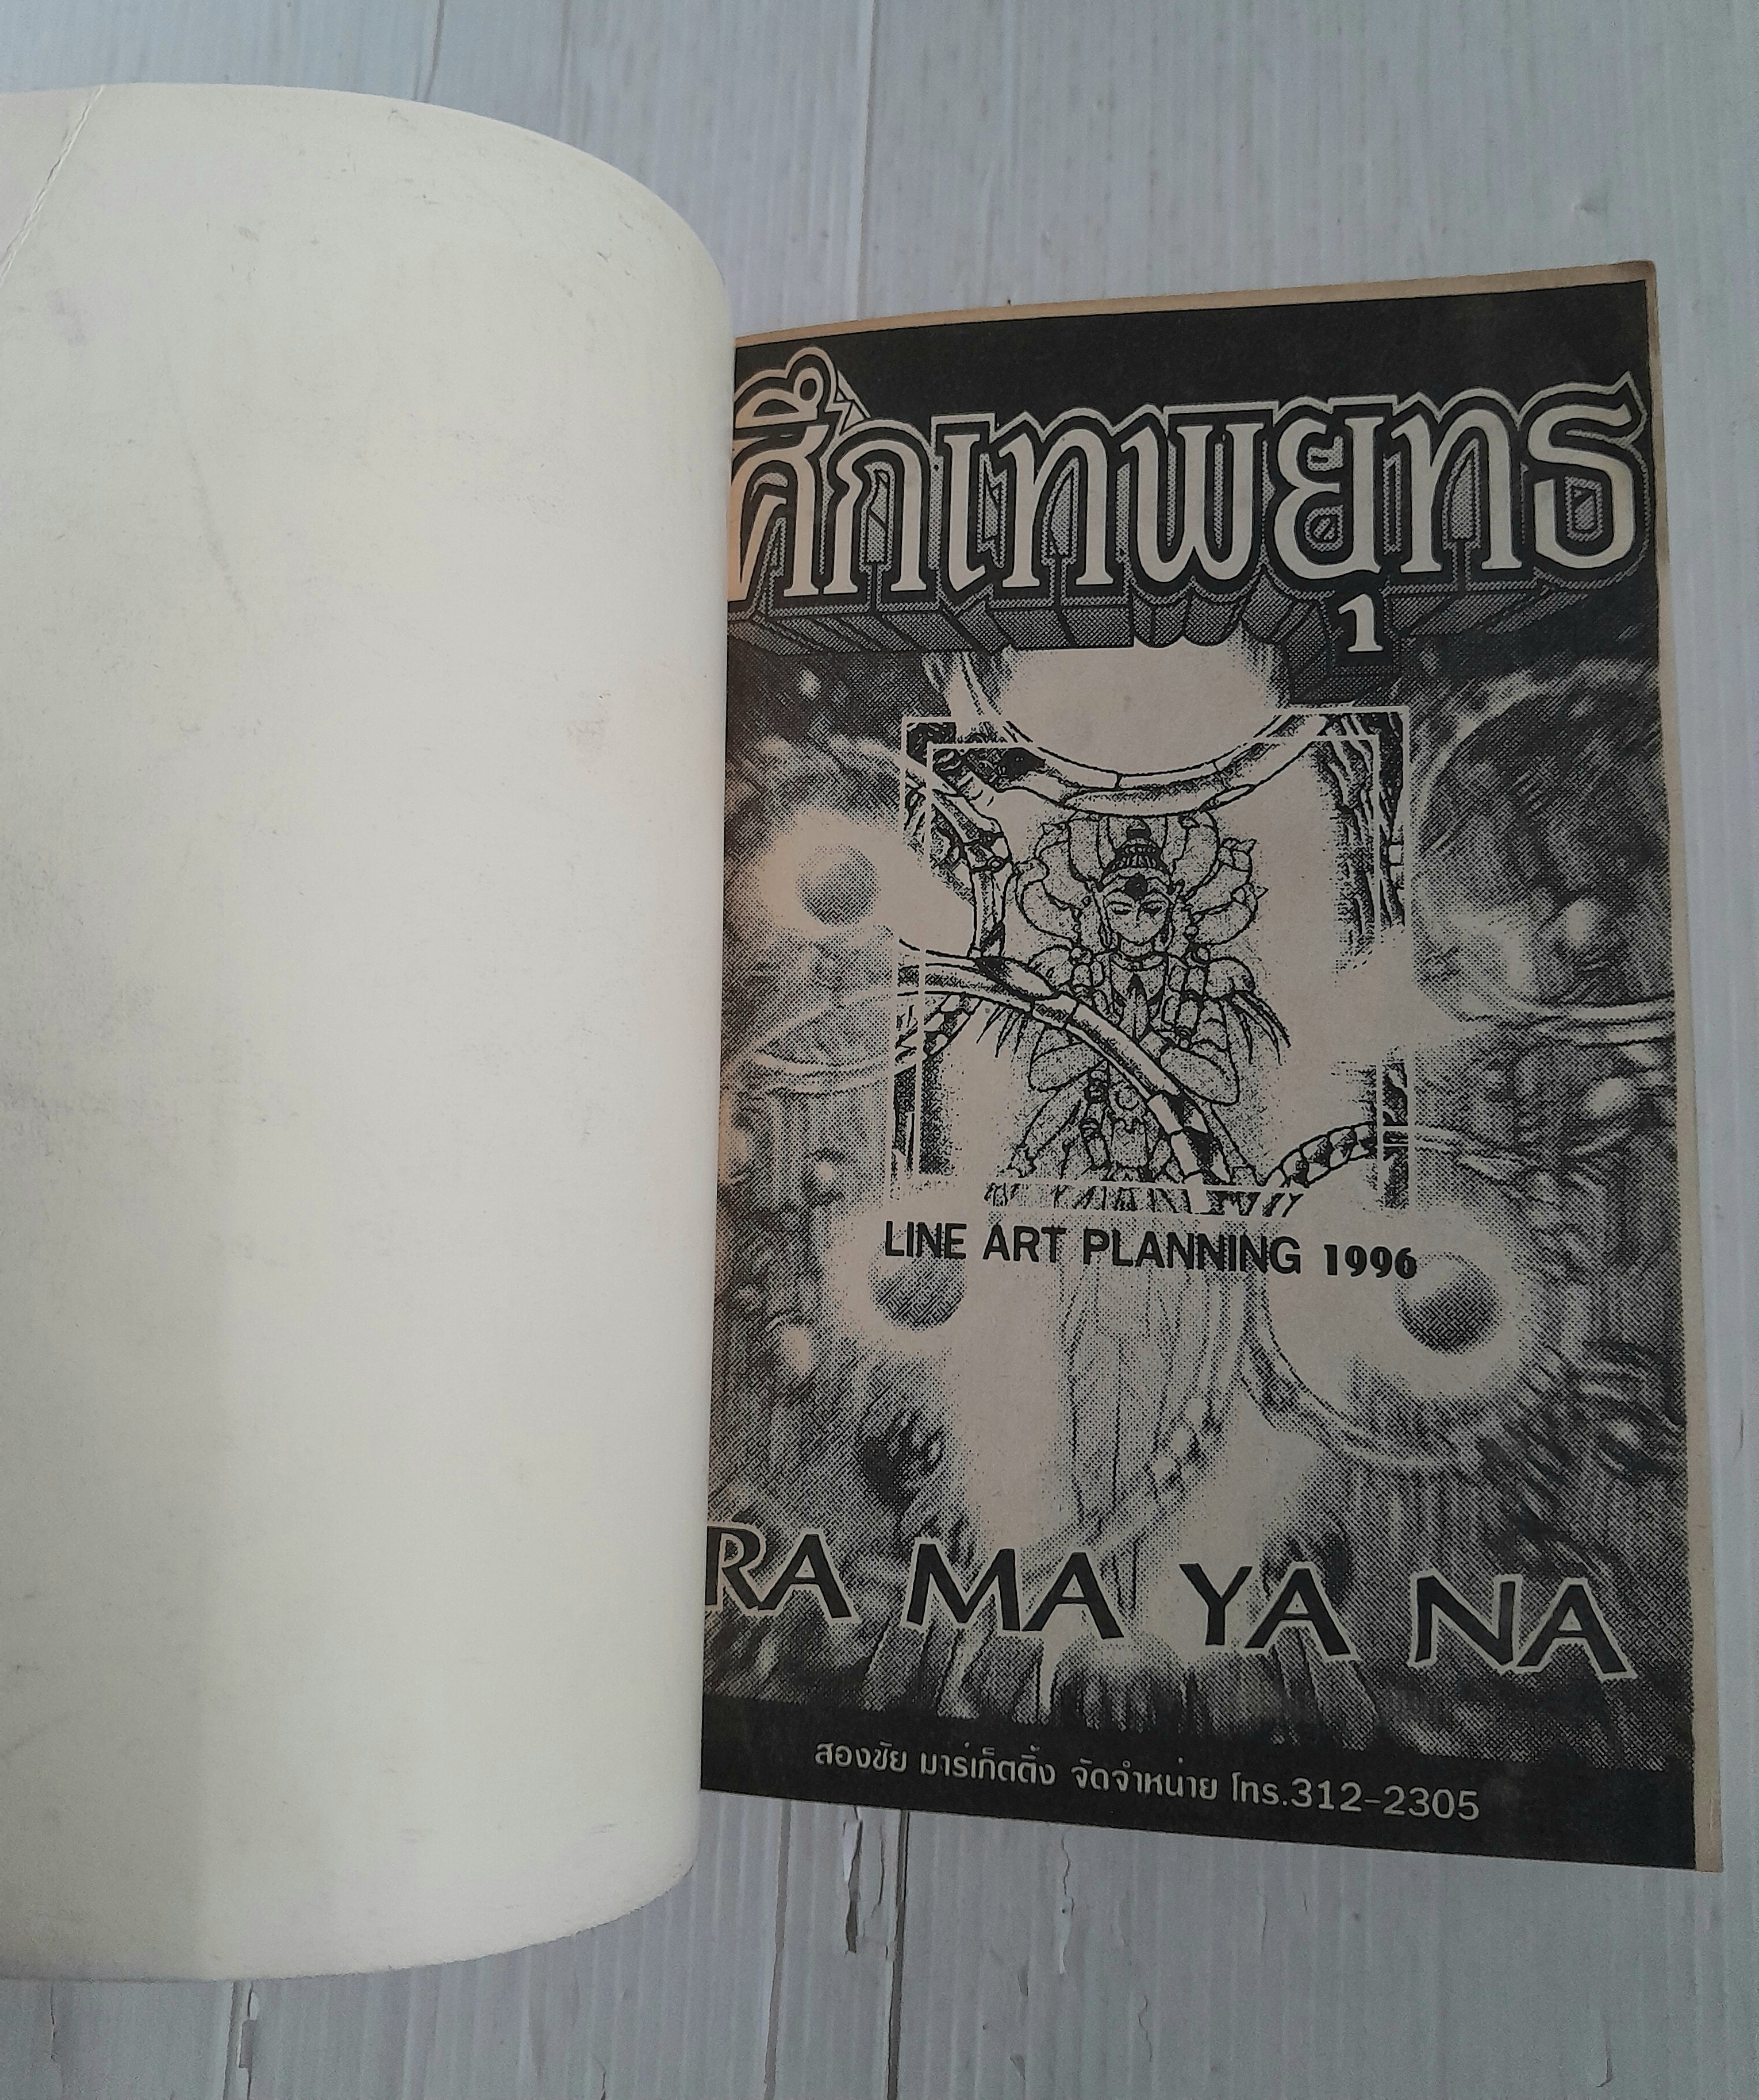 ศึกเทพยุทธ
1
LINE ART PLANNING 1996
RA MA YA NA
สองชัย มาร์เก็ตติ้ง จัดจำหน่าย โทร.312-2305